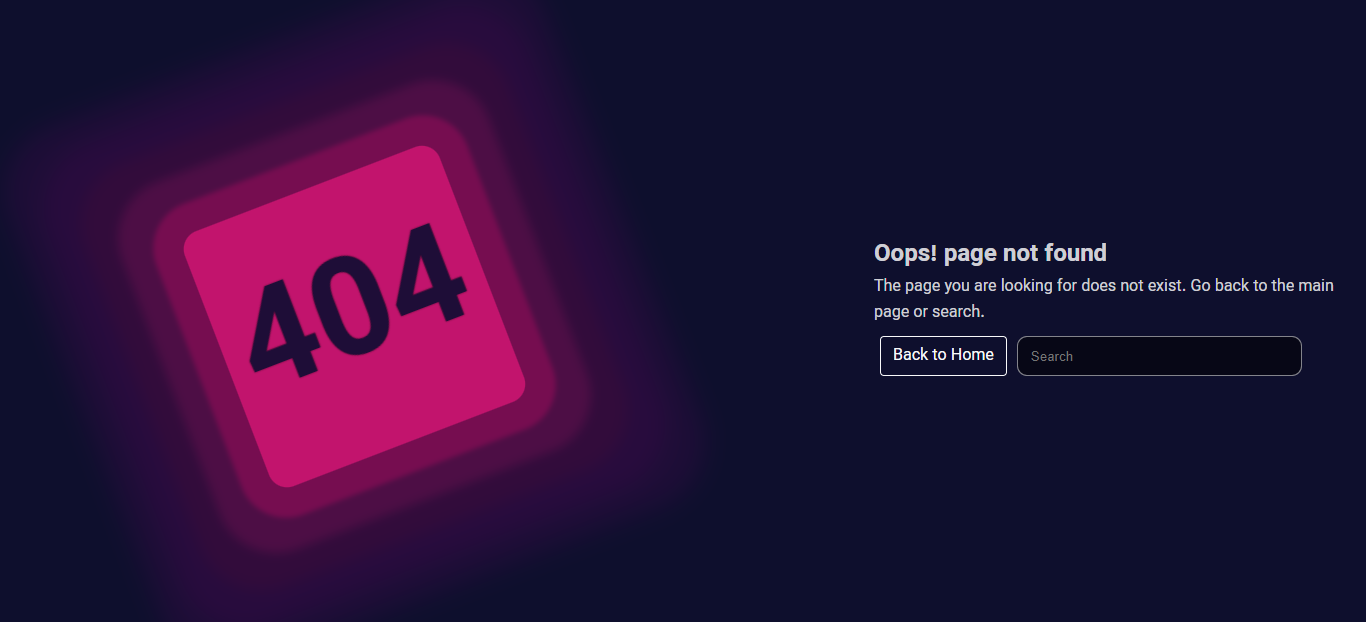 404
Oops! page not found
The page you are looking for does not exist. Go back to the main
page or search.
Back to Home
Search